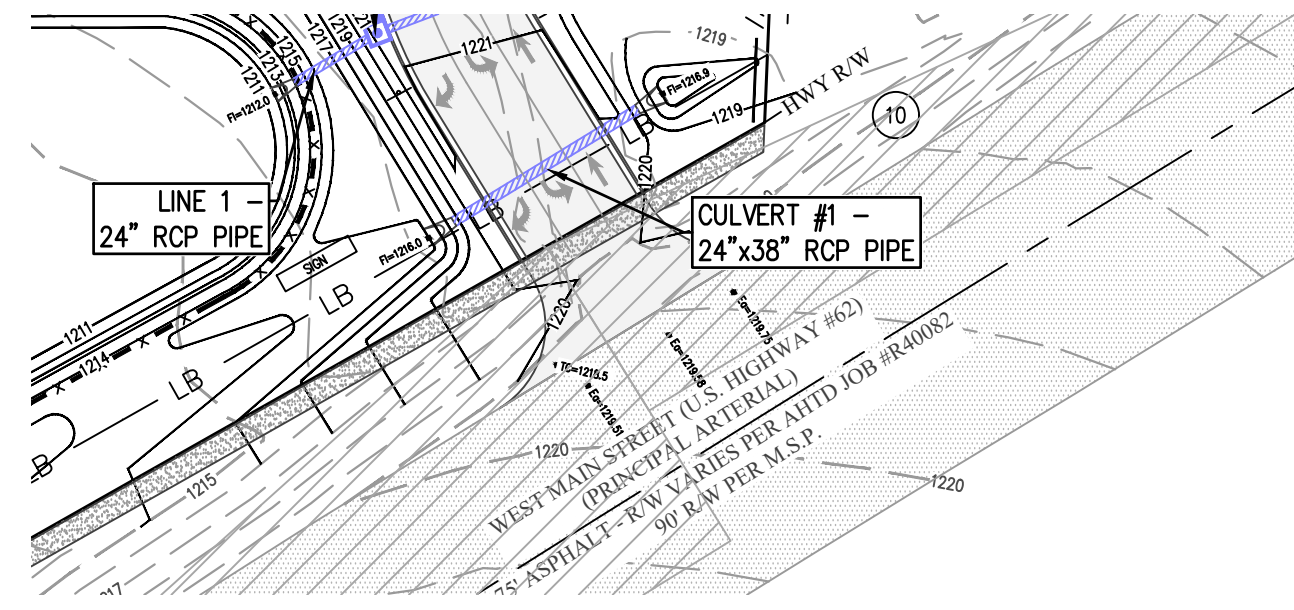 1215
1213
1211
1217
1219
1221
1219
FI=1216.9
1219
HWY R/W
10
FI=1212.0
LB
1220
LINE 1 -
24" RCP PIPE
CULVERT #1 -
24"x38" RCP PIPE
LB
FI=1216.0
SIGN
LB
1220
1211
1214
LB
LB
1215
TC=1219.5
Eg=1219.51
Eg=1219.58
Eg=1219.75
1220
WEST MAIN STREET (U.S. HIGHWAY #62)
(PRINCIPAL ARTERIAL)
75' ASPHALT - R/W VARIES PER AHTD JOB #R40082
90' R/W PER M.S.P.
1220